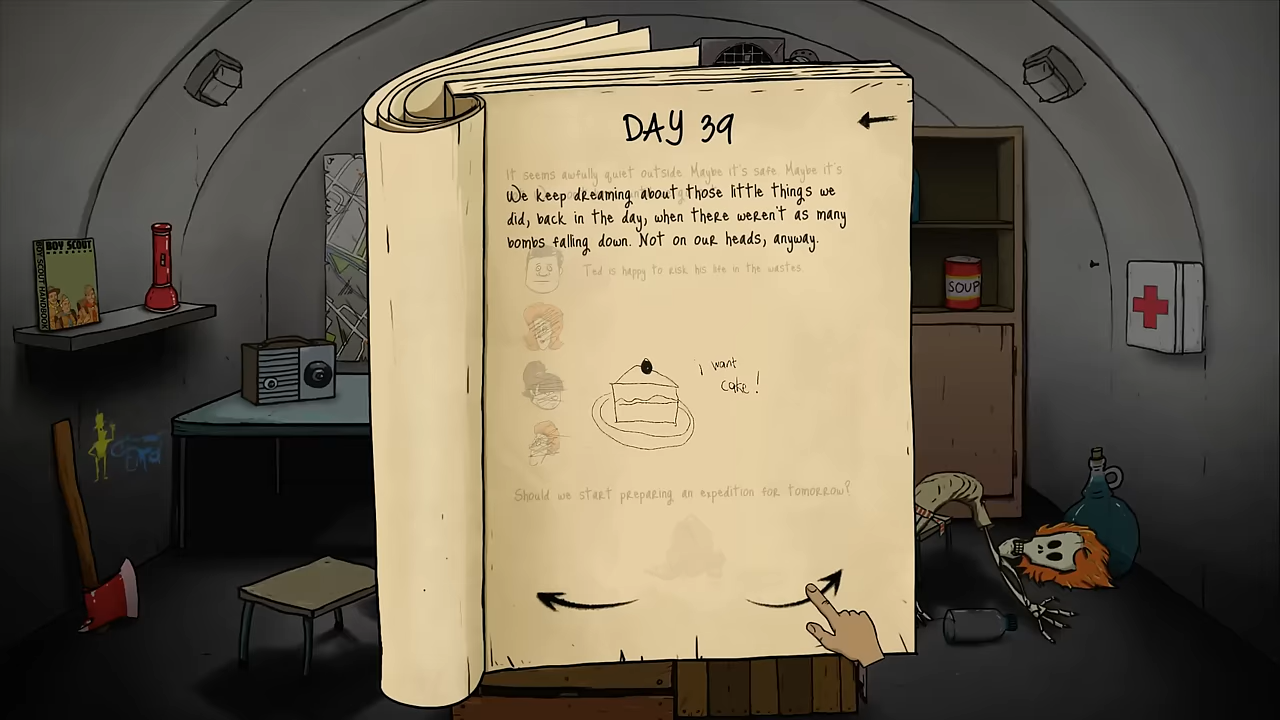 DAY 39
It seems awfully quiet outside. Maybe it's safe. Maybe it's
We keep dreaming about those little things we
did, back in the day, when there weren't as many
bombs falling down. Not on our heads, anyway.
Ted is happy to risk his life in the wastes.
i want
cake!
Should we start preparing an expedition for tomorrow?
BOY SCOUT
BOY SCOUT HANDBOOK
SOUP